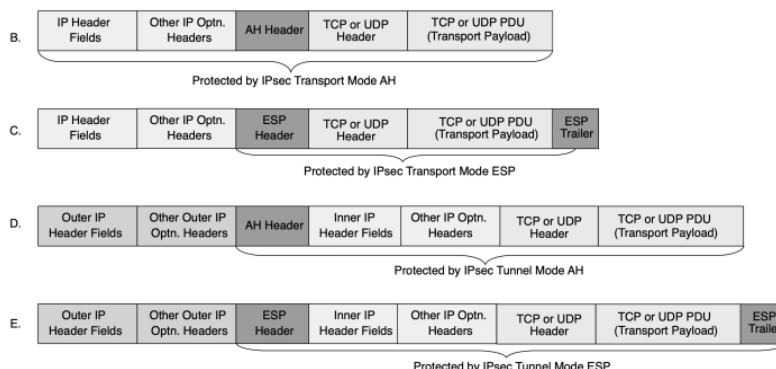 B.
IP Header Fields
Other IP Optn. Headers
AH Header
TCP or UDP Header
TCP or UDP PDU (Transport Payload)
Protected by IPsec Transport Mode AH
C.
IP Header Fields
Other IP Optn. Headers
ESP Header
TCP or UDP Header
TCP or UDP PDU (Transport Payload)
ESP Trailer
Protected by IPsec Transport Mode ESP
D.
Outer IP Header Fields
Other Outer IP Optn. Headers
AH Header
Inner IP Header Fields
Other IP Optn. Headers
TCP or UDP Header
TCP or UDP PDU (Transport Payload)
Protected by IPsec Tunnel Mode AH
E.
Outer IP Header Fields
Other Outer IP Optn. Headers
ESP Header
Inner IP Header Fields
Other IP Optn. Headers
TCP or UDP Header
TCP or UDP PDU (Transport Payload)
ESP Trailer
Protected by IPsec Tunnel Mode ESP